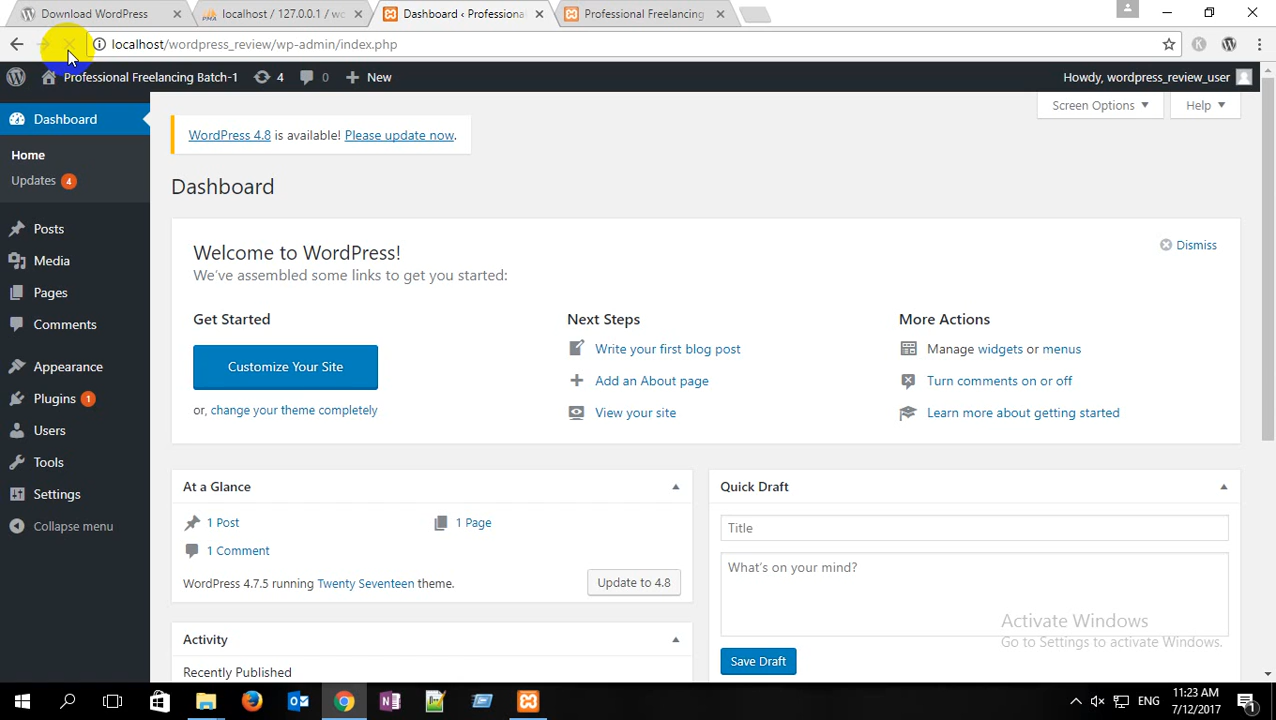 Download WordPress
localhost / 127.0.0.1 / wc
Dashboard ‹ Professional
Professional Freelancing
localhost/wordpress_review/wp-admin/index.php
Professional Freelancing Batch-1
4
0
New
Howdy, wordpress_review_user
Dashboard
Screen Options
Help
WordPress 4.8 is available! Please update now.
Home
Updates 4
Dashboard
Posts
Media
Pages
Comments
Appearance
Plugins 1
Users
Tools
Settings
Collapse menu
Welcome to WordPress!
Dismiss
We've assembled some links to get you started:
Get Started
Customize Your Site
or, change your theme completely
Next Steps
Write your first blog post
Add an About page
View your site
More Actions
Manage widgets or menus
Turn comments on or off
Learn more about getting started
At a Glance
1 Post
1 Page
1 Comment
WordPress 4.7.5 running Twenty Seventeen theme.
Update to 4.8
Activity
Recently Published
Quick Draft
Title
What's on your mind?
Save Draft
Activate Windows
Go to Settings to activate Windows.
ENG
11:23 AM
7/12/2017
1